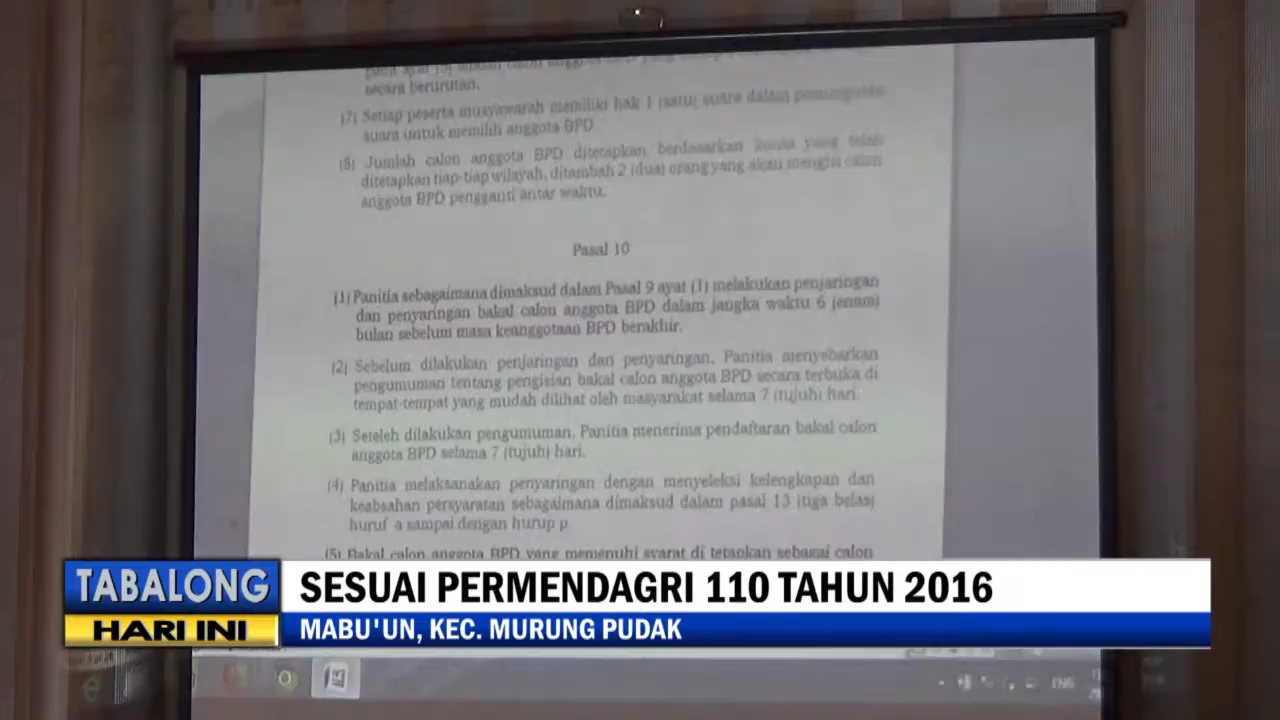 secara berurutan.
(7) Setiap peserta musyawarah memiliki hak 1 (satu) suara dalam pemungutan
suara untuk memilih anggota BPD
(8) Jumlah calon anggota BPD ditetapkan berdasarkan kuota yang telah
ditetapkan tiap-tiap wilayah, ditambah 2 (dua) orang yang akan mengisi calon
anggota BPD pengganti antar waktu.
Pasal 10
(1) Panitia sebagaimana dimaksud dalam Pasal 9 ayat (1) melakukan penjaringan
dan penyaringan bakal calon anggota BPD dalam jangka waktu 6 (enam)
bulan sebelum masa keanggotaan BPD berakhir.
(2) Sebelum dilakukan penjaringan dan penyaringan, Panitia menyebarkan
pengumuman tentang pengisian bakal calon anggota BPD secara terbuka di
tempat-tempat yang mudah dilihat oleh masyarakat selama 7 (tujuh) hari.
(3) Seteleh dilakukan pengumuman, Panitia menerima pendaftaran bakal calon
anggota BPD selama 7 (tujuh) hari.
(4) Panitia melaksanakan penyaringan dengan menyeleksi kelengkapan dan
keabsahan persyaratan sebagaimana dimaksud dalam pasal 13 (tiga belas)
huruf a sampai dengan hurup p
(5) Bakal calon anggota BPD yang memenuhi syarat di tetapkan sebagai calon
TABALONG
HARI INI
SESUAI PERMENDAGRI 110 TAHUN 2016
MABU'UN, KEC. MURUNG PUDAK
ENG